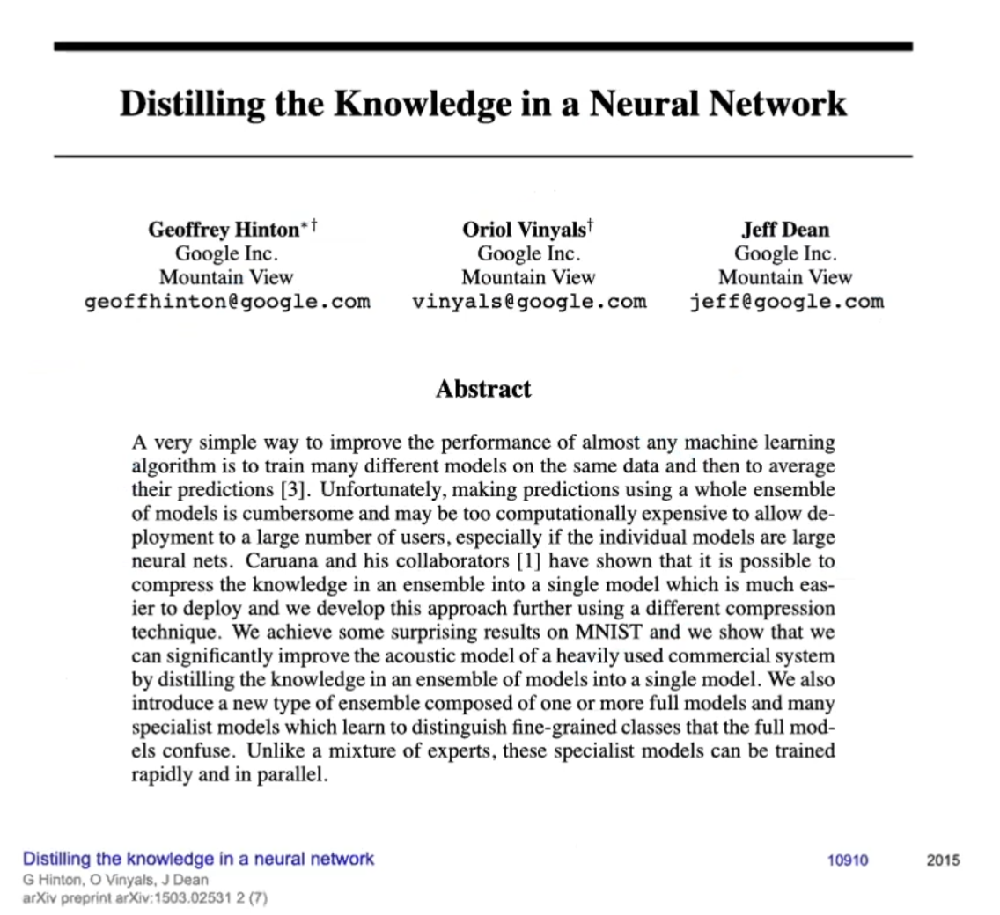 Distilling the Knowledge in a Neural Network
Geoffrey Hinton*†
Google Inc.
Mountain View
geoffhinton@google.com
Oriol Vinyals†
Google Inc.
Mountain View
vinyals@google.com
Jeff Dean
Google Inc.
Mountain View
jeff@google.com
Abstract
A very simple way to improve the performance of almost any machine learning
algorithm is to train many different models on the same data and then to average
their predictions [3]. Unfortunately, making predictions using a whole ensemble
of models is cumbersome and may be too computationally expensive to allow de-
ployment to a large number of users, especially if the individual models are large
neural nets. Caruana and his collaborators [1] have shown that it is possible to
compress the knowledge in an ensemble into a single model which is much eas-
ier to deploy and we develop this approach further using a different compression
technique. We achieve some surprising results on MNIST and we show that we
can significantly improve the acoustic model of a heavily used commercial system
by distilling the knowledge in an ensemble of models into a single model. We also
introduce a new type of ensemble composed of one or more full models and many
specialist models which learn to distinguish fine-grained classes that the full mod-
els confuse. Unlike a mixture of experts, these specialist models can be trained
rapidly and in parallel.
Distilling the knowledge in a neural network 10910 2015
G Hinton, O Vinyals, J Dean
arXiv preprint arXiv:1503.02531 2 (7)